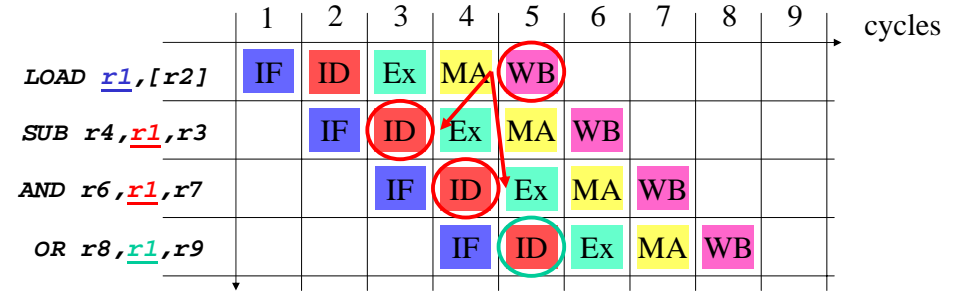 1 2 3 4 5 6 7 8 9 cycles
LOAD r1,[r2] IF ID Ex MA WB
SUB r4,r1,r3 IF ID Ex MA WB
AND r6,r1,r7 IF ID Ex MA WB
OR r8,r1,r9 IF ID Ex MA WB